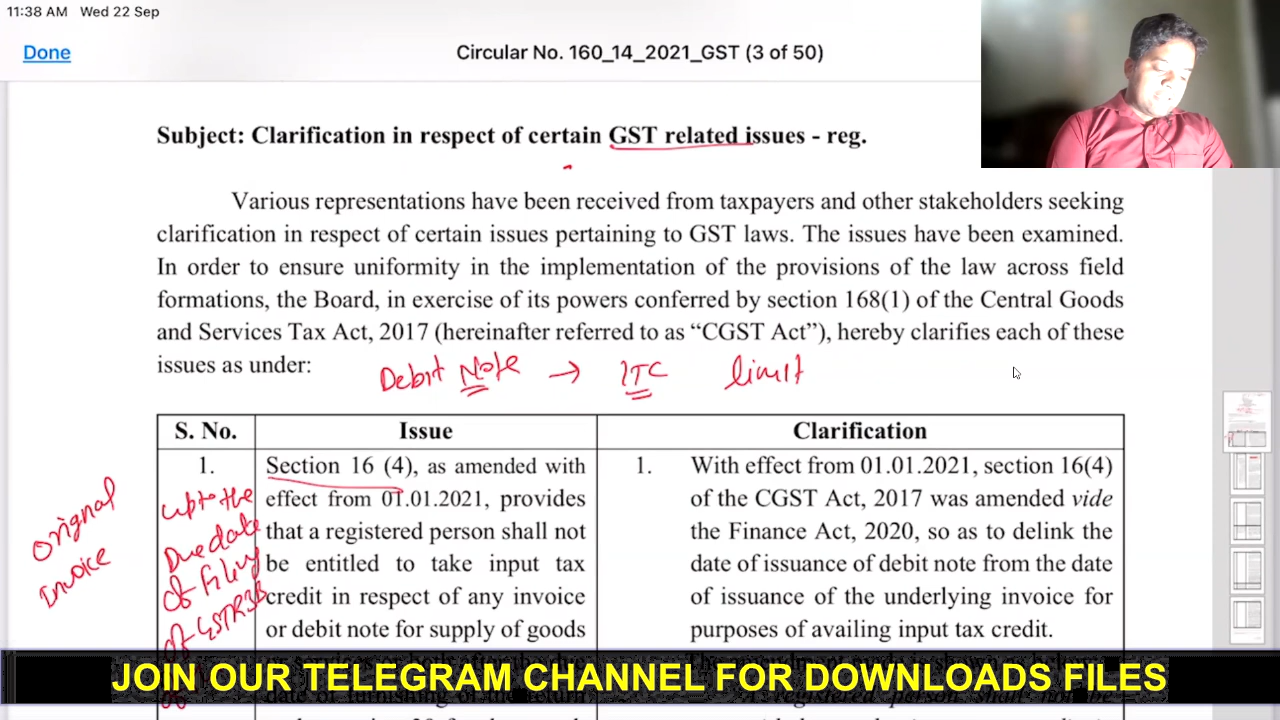 11:38 AM Wed 22 Sep
Done
Circular No. 160_14_2021_GST (3 of 50)
Subject: Clarification in respect of certain GST related issues - reg.
Various representations have been received from taxpayers and other stakeholders seeking
clarification in respect of certain issues pertaining to GST laws. The issues have been examined.
In order to ensure uniformity in the implementation of the provisions of the law across field
formations, the Board, in exercise of its powers conferred by section 168(1) of the Central Goods
and Services Tax Act, 2017 (hereinafter referred to as “CGST Act”), hereby clarifies each of these
issues as under:
Debit Note → ITC limit
S. No.
Issue
Clarification
1.
Section 16 (4), as amended with
effect from 01.01.2021, provides
that a registered person shall not
be entitled to take input tax
credit in respect of any invoice
or debit note for supply of goods
1. With effect from 01.01.2021, section 16(4)
of the CGST Act, 2017 was amended vide
the Finance Act, 2020, so as to delink the
date of issuance of debit note from the date
of issuance of the underlying invoice for
purposes of availing input tax credit.
Original
Invoice
upto the
Due date
of filing
of GSTR3B
JOIN OUR TELEGRAM CHANNEL FOR DOWNLOADS FILES